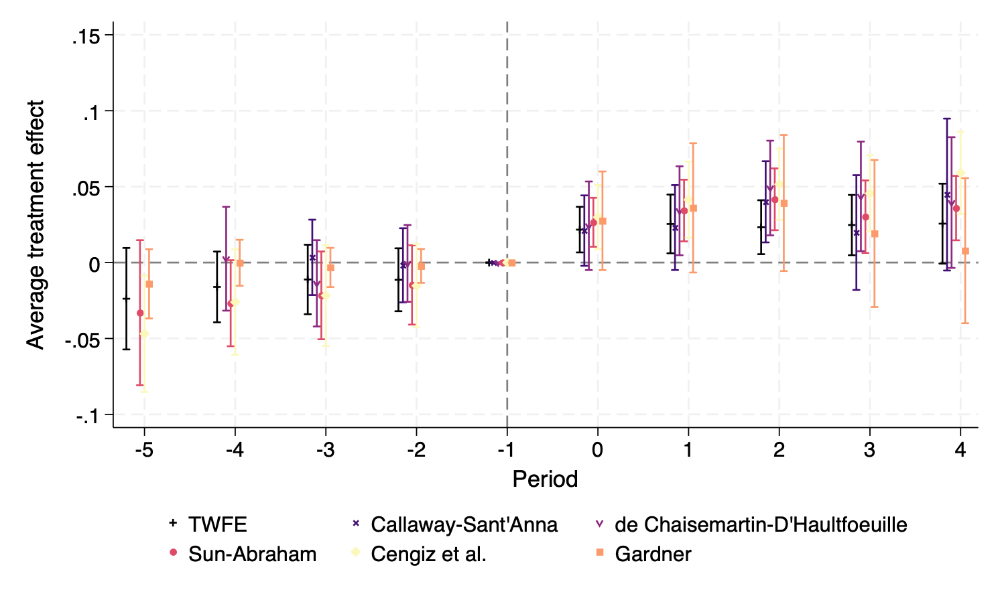 Average treatment effect
.15
.1
.05
0
-.05
-.1
-5 -4 -3 -2 -1 0 1 2 3 4
Period
TWFE Callaway-Sant'Anna de Chaisemartin-D'Haultfoeuille
Sun-Abraham Cengiz et al. Gardner